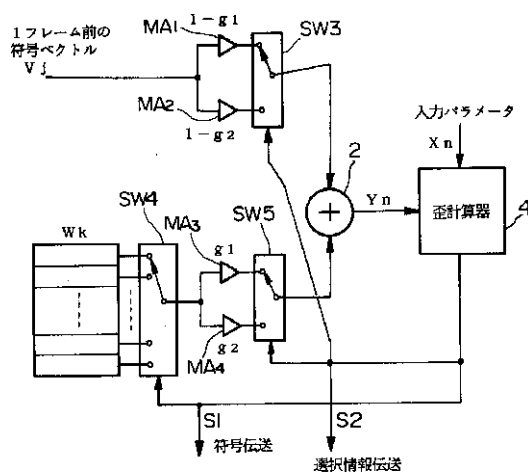 1フレーム前の
符号ベクトル
Vj
MA1
1-g1
SW3
MA2
1-g2
入力パラメータ
Xn
2
+
Yn
歪計算器
4
SW4
Wk
MA3
g1
SW5
g2
MA4
S1
符号伝送
S2
選択情報伝送